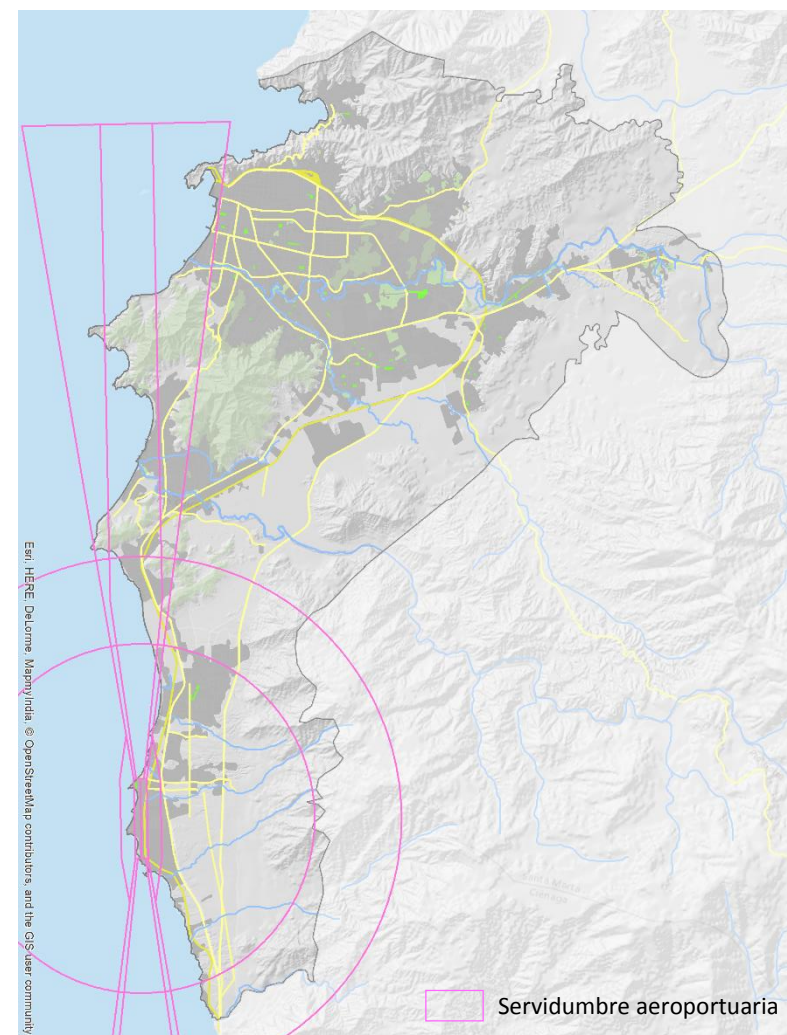 Esri, HERE, DeLorme, MapmyIndia, © OpenStreetMap contributors, and the GIS user community
Servidumbre aeroportuaria